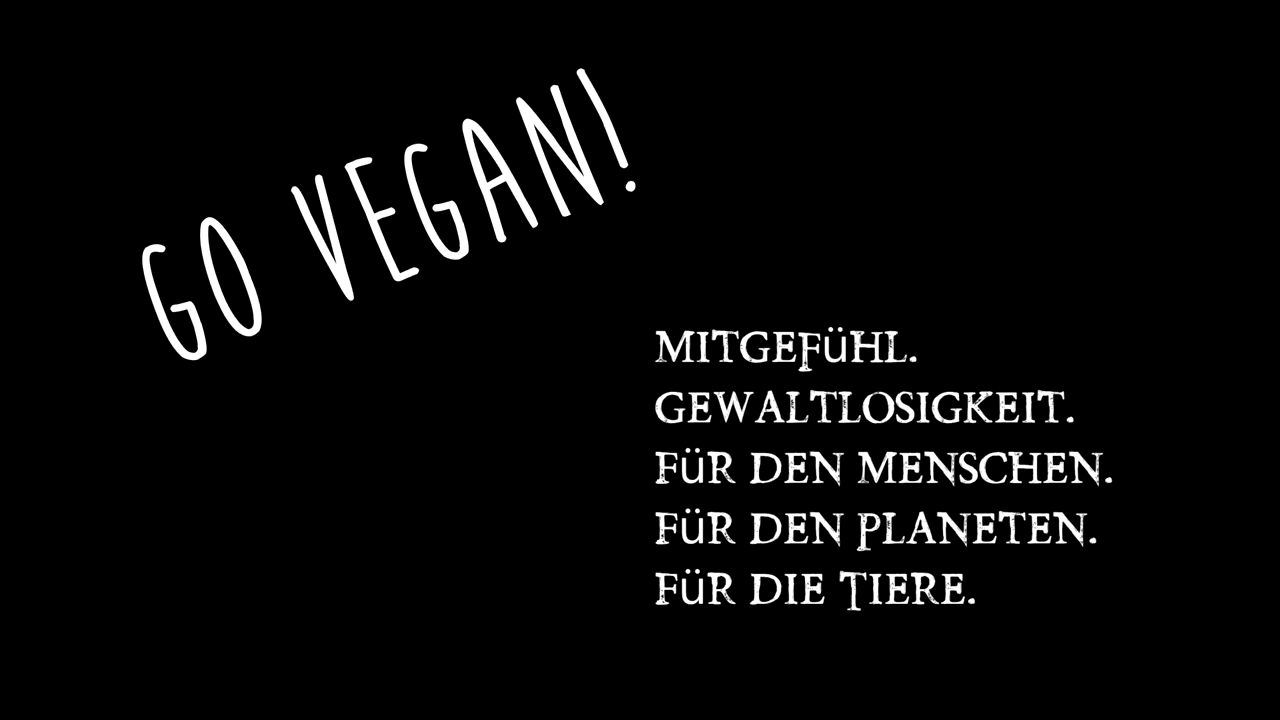 GO VEGAN!
MITGEFÜHL.
GEWALTLOSIGKEIT.
FÜR DEN MENSCHEN.
FÜR DEN PLANETEN.
FÜR DIE TIERE.